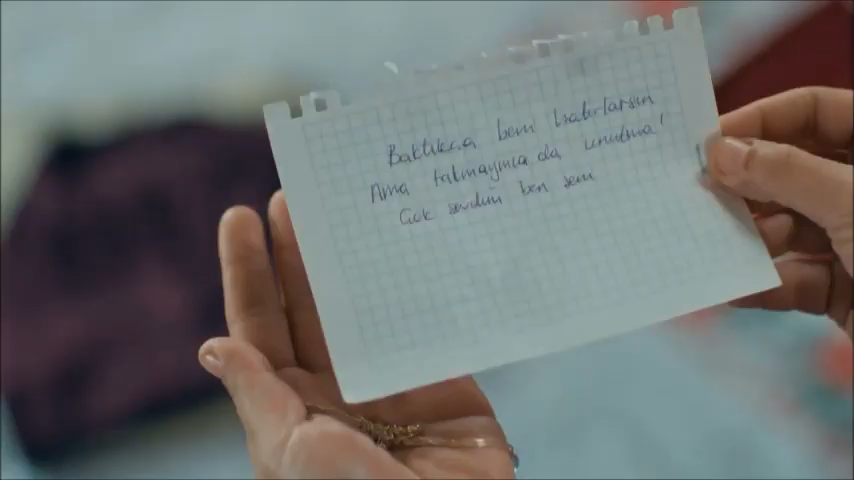 Baktıkça beni hatırlarsın
Ama takmayınca da unutma!
Çok sevdim ben seni